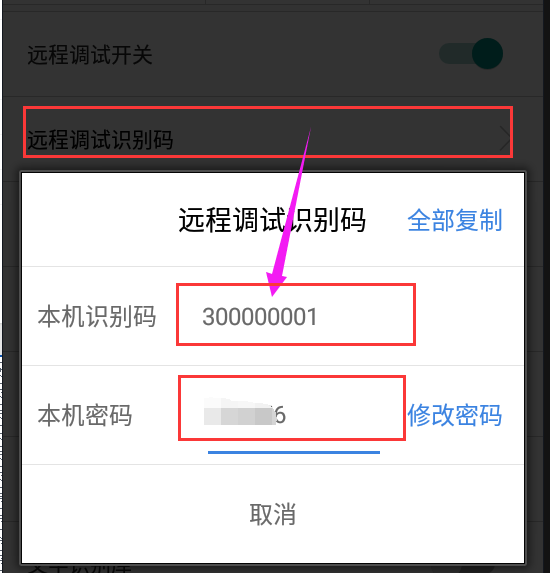 远程调试开关
远程调试识别码
远程调试识别码 全部复制
本机识别码 300000001
本机密码 6 修改密码
取消